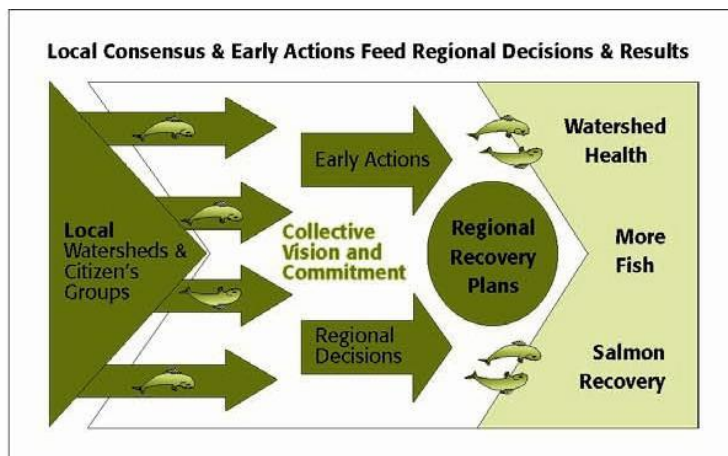 Local Consensus & Early Actions Feed Regional Decisions & Results
Local
Watersheds &
Citizen's
Groups
Early Actions
Collective
Vision and
Commitment
Regional
Decisions
Regional
Recovery
Plans
Watershed
Health
More
Fish
Salmon
Recovery